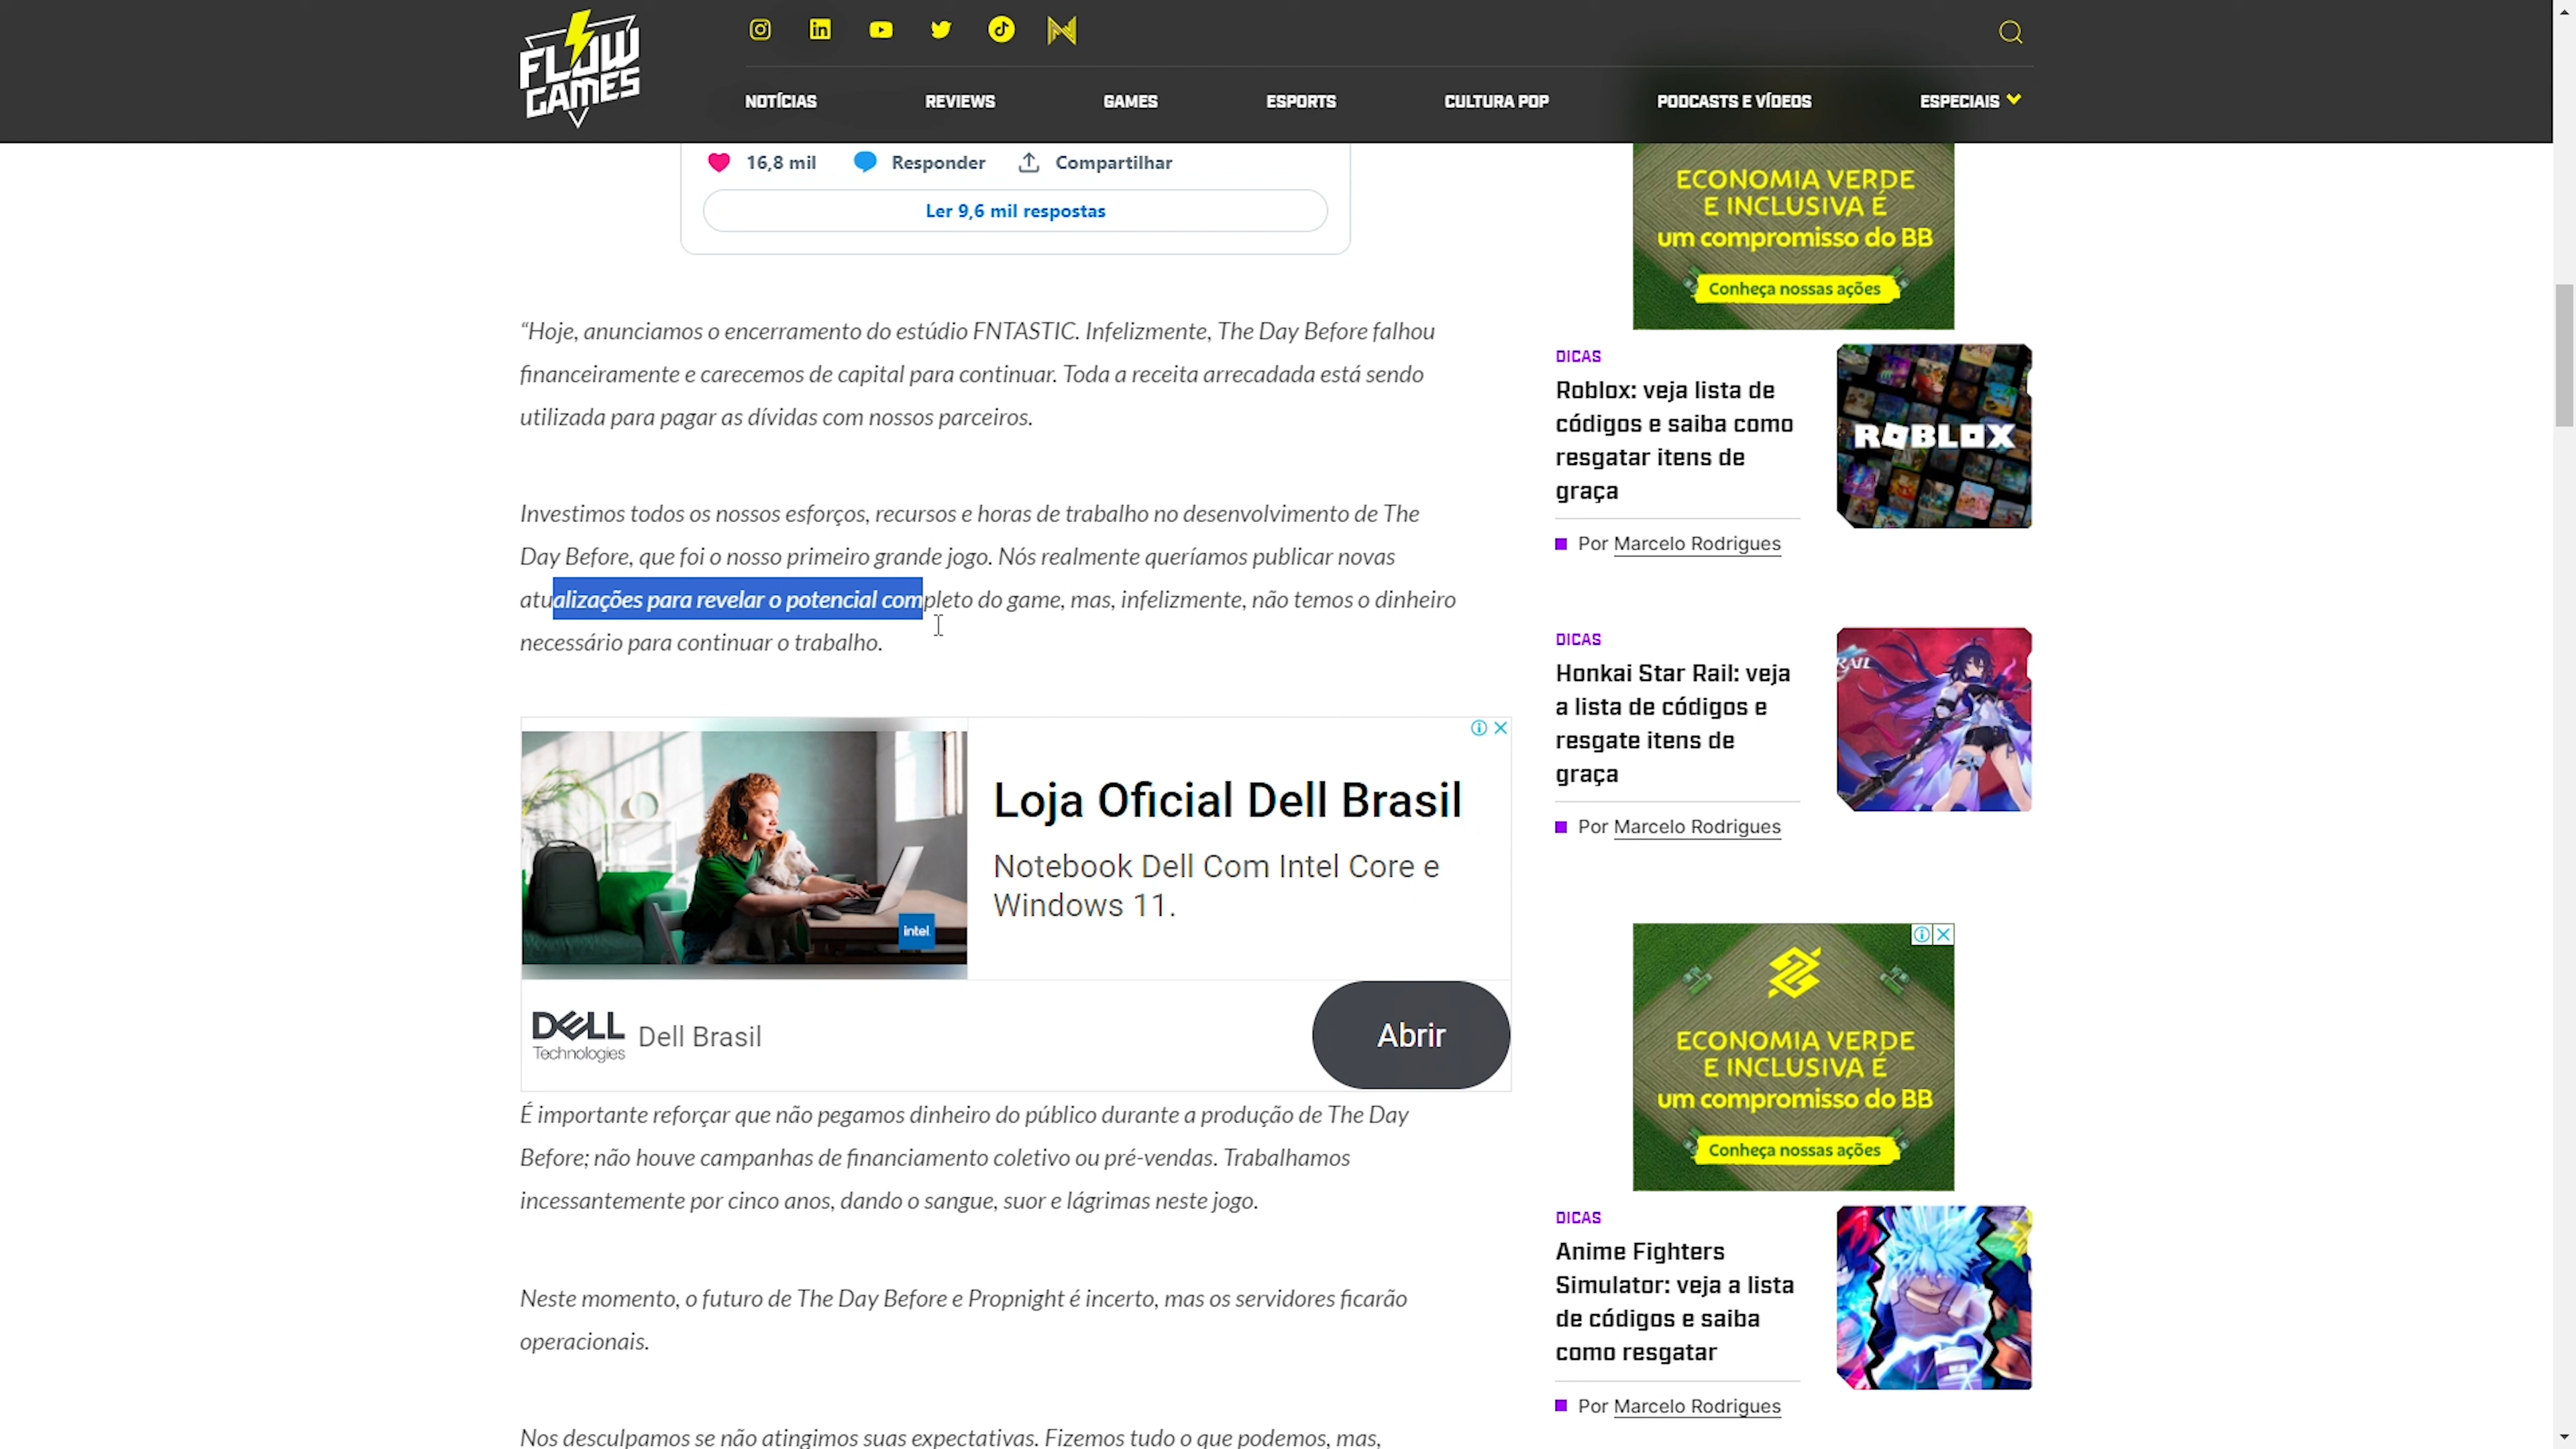 FLOW
GAMES
NOTÍCIAS
REVIEWS
GAMES
ESPORTS
CULTURA POP
PODCASTS E VÍDEOS
ESPECIAIS
16,8 mil
Responder
Compartilhar
Ler 9,6 mil respostas
“Hoje, anunciamos o encerramento do estúdio FNTASTIC. Infelizmente, The Day Before falhou
financeiramente e carecemos de capital para continuar. Toda a receita arrecadada está sendo
utilizada para pagar as dívidas com nossos parceiros.
Investimos todos os nossos esforços, recursos e horas de trabalho no desenvolvimento de The
Day Before, que foi o nosso primeiro grande jogo. Nós realmente queríamos publicar novas
atualizações para revelar o potencial completo do game, mas, infelizmente, não temos o dinheiro
necessário para continuar o trabalho.
intel
Loja Oficial Dell Brasil
Notebook Dell Com Intel Core e
Windows 11.
DELL
Technologies
Dell Brasil
Abrir
É importante reforçar que não pegamos dinheiro do público durante a produção de The Day
Before; não houve campanhas de financiamento coletivo ou pré-vendas. Trabalhamos
incessantemente por cinco anos, dando o sangue, suor e lágrimas neste jogo.
Neste momento, o futuro de The Day Before e Propnight é incerto, mas os servidores ficarão
operacionais.
Nos desculpamos se não atingimos suas expectativas. Fizemos tudo o que podemos, mas,
ECONOMIA VERDE
E INCLUSIVA É
um compromisso do BB
Conheça nossas ações
DICAS
Roblox: veja lista de
códigos e saiba como
resgatar itens de
graça
Por Marcelo Rodrigues
ROBLOX
DICAS
Honkai Star Rail: veja
a lista de códigos e
resgate itens de
graça
Por Marcelo Rodrigues
RAIL
ECONOMIA VERDE
E INCLUSIVA É
um compromisso do BB
Conheça nossas ações
DICAS
Anime Fighters
Simulator: veja a lista
de códigos e saiba
como resgatar
Por Marcelo Rodrigues